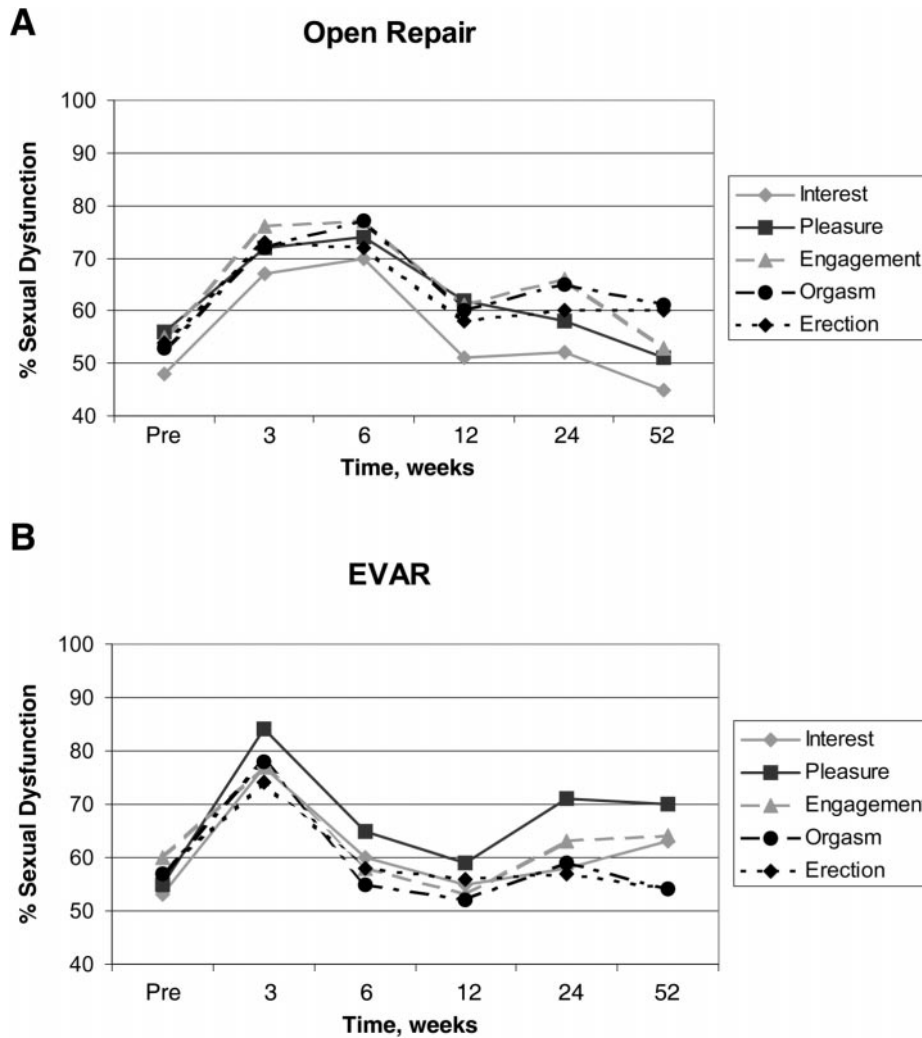 A
Open Repair
% Sexual Dysfunction
100
90
80
70
60
50
40
Pre 3 6 12 24 52
Time, weeks
Interest
Pleasure
Engagement
Orgasm
Erection
B
EVAR
% Sexual Dysfunction
100
90
80
70
60
50
40
Pre 3 6 12 24 52
Time, weeks
Interest
Pleasure
Engagement
Orgasm
Erection